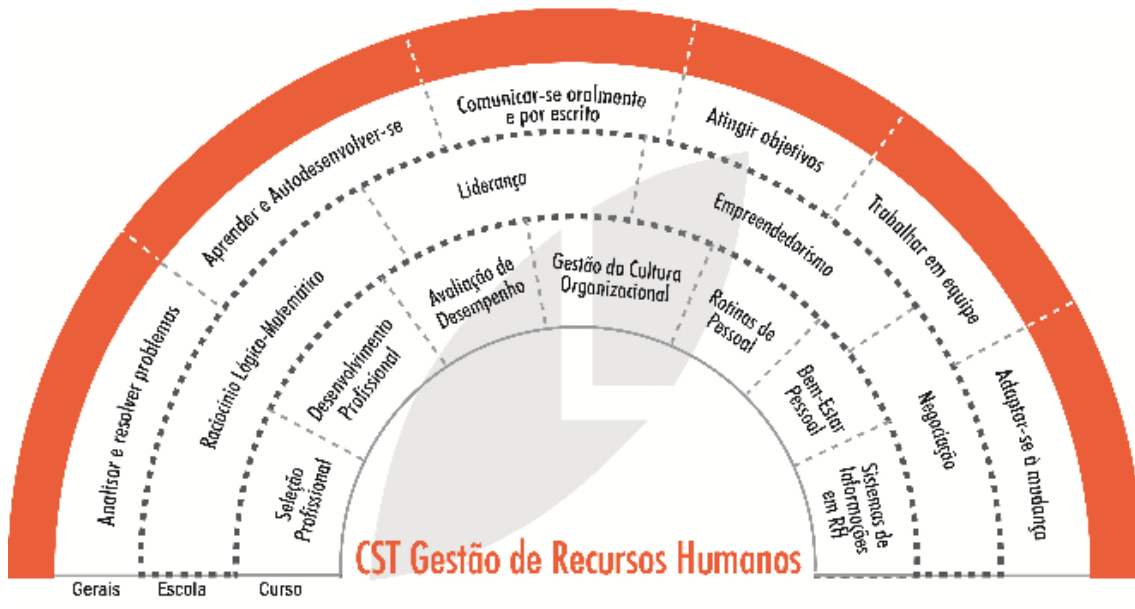 Analisar e resolver problemas
Aprender e Autodesenvolver-se
Comunicar-se oralmente
e por escrito
Atingir objetivos
Trabalhar em equipe
Adaptar-se à mudança
Raciocínio Lógico-Matemático
Liderança
Empreendedorismo
Negociação
Seleção
Profissional
Desenvolvimento
Profissional
Avaliação de
Desempenho
Gestão da Cultura
Organizacional
Rotinas de
Pessoal
Bem-Estar
Pessoal
Sistemas de
Informações
em RH
CST Gestão de Recursos Humanos
Gerais
Escola
Curso